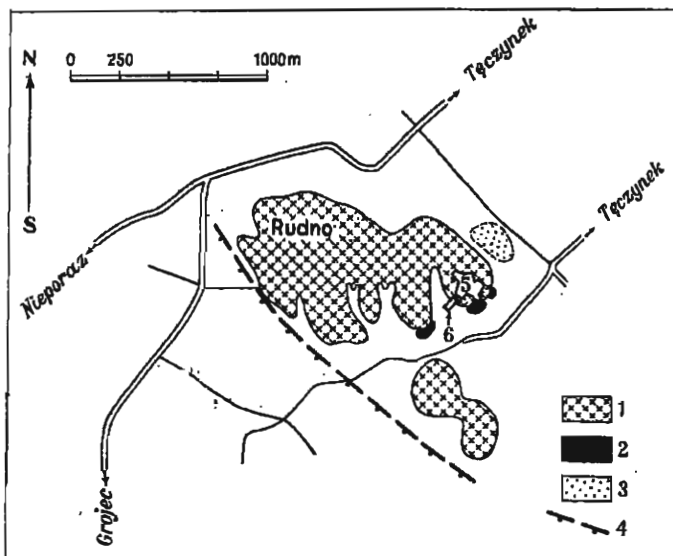 N
0 250 1000m
Tęczynek
S
Rudno
Tęczynek
5
Nieporaz
6
1
2
3
4
Grojec